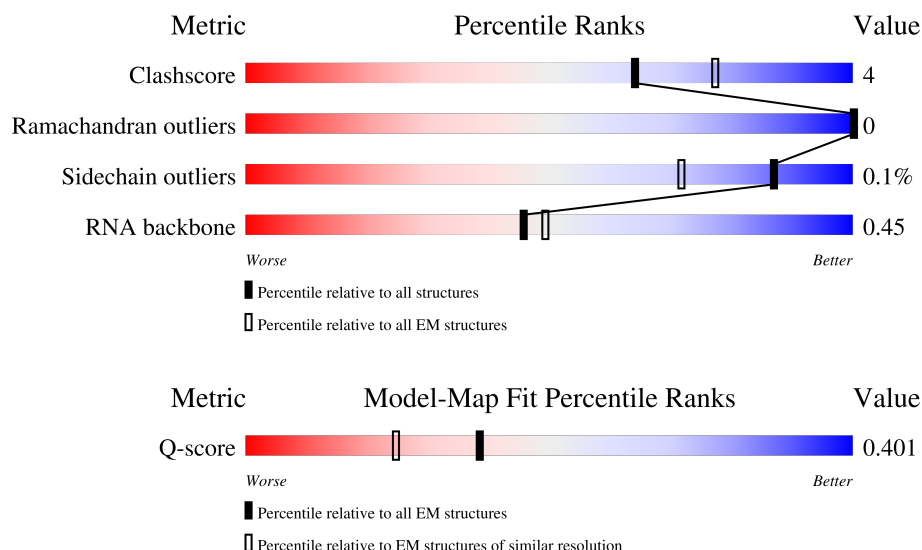 Metric Percentile Ranks Value
Clashscore 4
Ramachandran outliers 0
Sidechain outliers 0.1%
RNA backbone 0.45
Worse Better
Percentile relative to all structures
Percentile relative to all EM structures
Metric Model-Map Fit Percentile Ranks Value
Q-score 0.401
Worse Better
Percentile relative to all EM structures
Percentile relative to EM structures of similar resolution